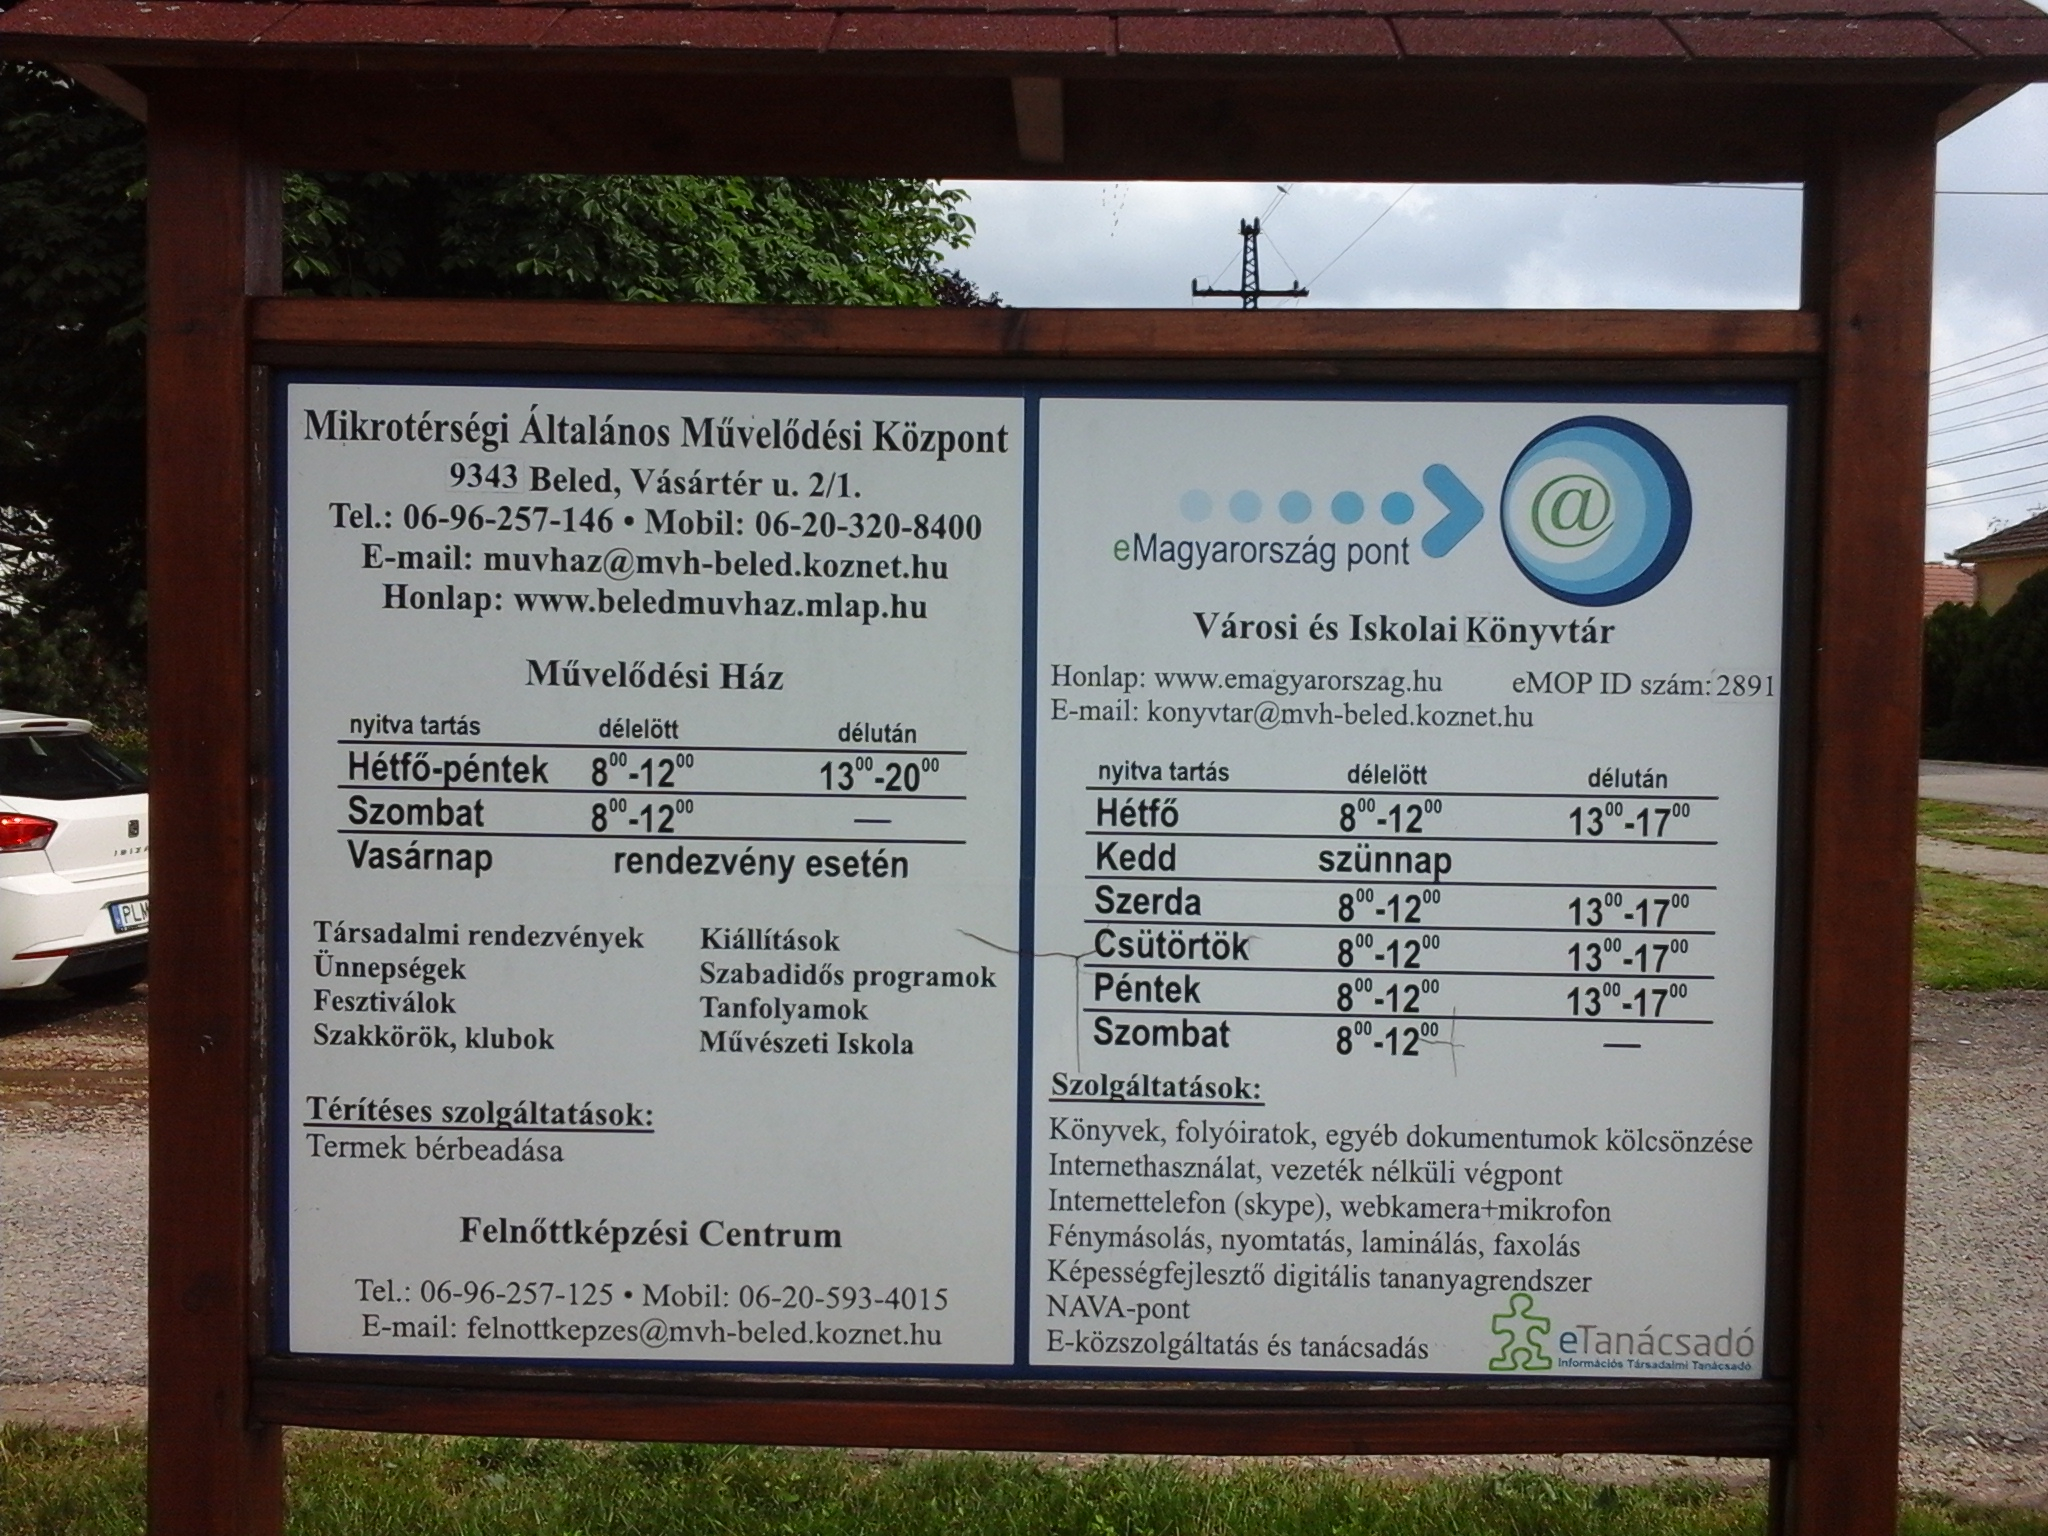 Mikrotérségi Általános Művelődési Központ
9343 Beled, Vásártér u. 2/1.
Tel.: 06-96-257-146 • Mobil: 06-20-320-8400
E-mail: muvhaz@mvh-beled.koznet.hu
Honlap: www.beledmuvhaz.mlap.hu
Művelődési Ház
nyitva tartás délelött délután
Hétfő-péntek 8⁰⁰-12⁰⁰ 13⁰⁰-20⁰⁰
Szombat 8⁰⁰-12⁰⁰ —
Vasárnap rendezvény esetén
Társadalmi rendezvények Kiállítások
Ünnepségek Szabadidős programok
Fesztiválok Tanfolyamok
Szakkörök, klubok Művészeti Iskola
Térítéses szolgáltatások:
Termek bérbeadása
Felnőttképzési Centrum
Tel.: 06-96-257-125 • Mobil: 06-20-593-4015
E-mail: felnottkepzes@mvh-beled.koznet.hu
@
eMagyarország pont
Városi és Iskolai Könyvtár
Honlap: www.emagyarorszag.hu eMOP ID szám: 2891
E-mail: konyvtar@mvh-beled.koznet.hu
nyitva tartás délelött délután
Hétfő 8⁰⁰-12⁰⁰ 13⁰⁰-17⁰⁰
Kedd szünnap
Szerda 8⁰⁰-12⁰⁰ 13⁰⁰-17⁰⁰
Csütörtök 8⁰⁰-12⁰⁰ 13⁰⁰-17⁰⁰
Péntek 8⁰⁰-12⁰⁰ 13⁰⁰-17⁰⁰
Szombat 8⁰⁰-12⁰⁰ —
Szolgáltatások:
Könyvek, folyóiratok, egyéb dokumentumok kölcsönzése
Internethasználat, vezeték nélküli végpont
Internettelefon (skype), webkamera+mikrofon
Fénymásolás, nyomtatás, laminálás, faxolás
Képességfejlesztő digitális tananyagrendszer
NAVA-pont
E-közszolgáltatás és tanácsadás
eTanácsadó
Információs Társadalmi Tanácsadó
IBIZA
PLM